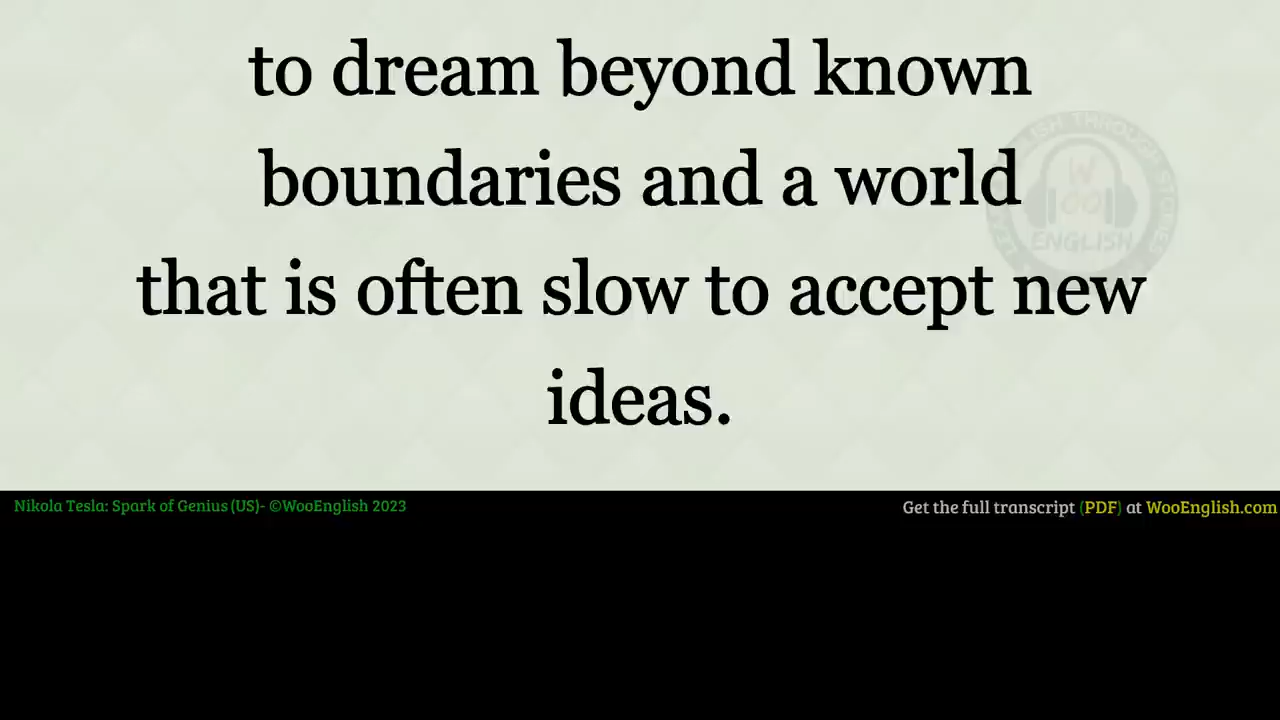 to dream beyond known
boundaries and a world
that is often slow to accept new
ideas.
ENGLISH
Nikola Tesla: Spark of Genius (US)- ©WooEnglish 2023
Get the full transcript (PDF) at WooEnglish.com